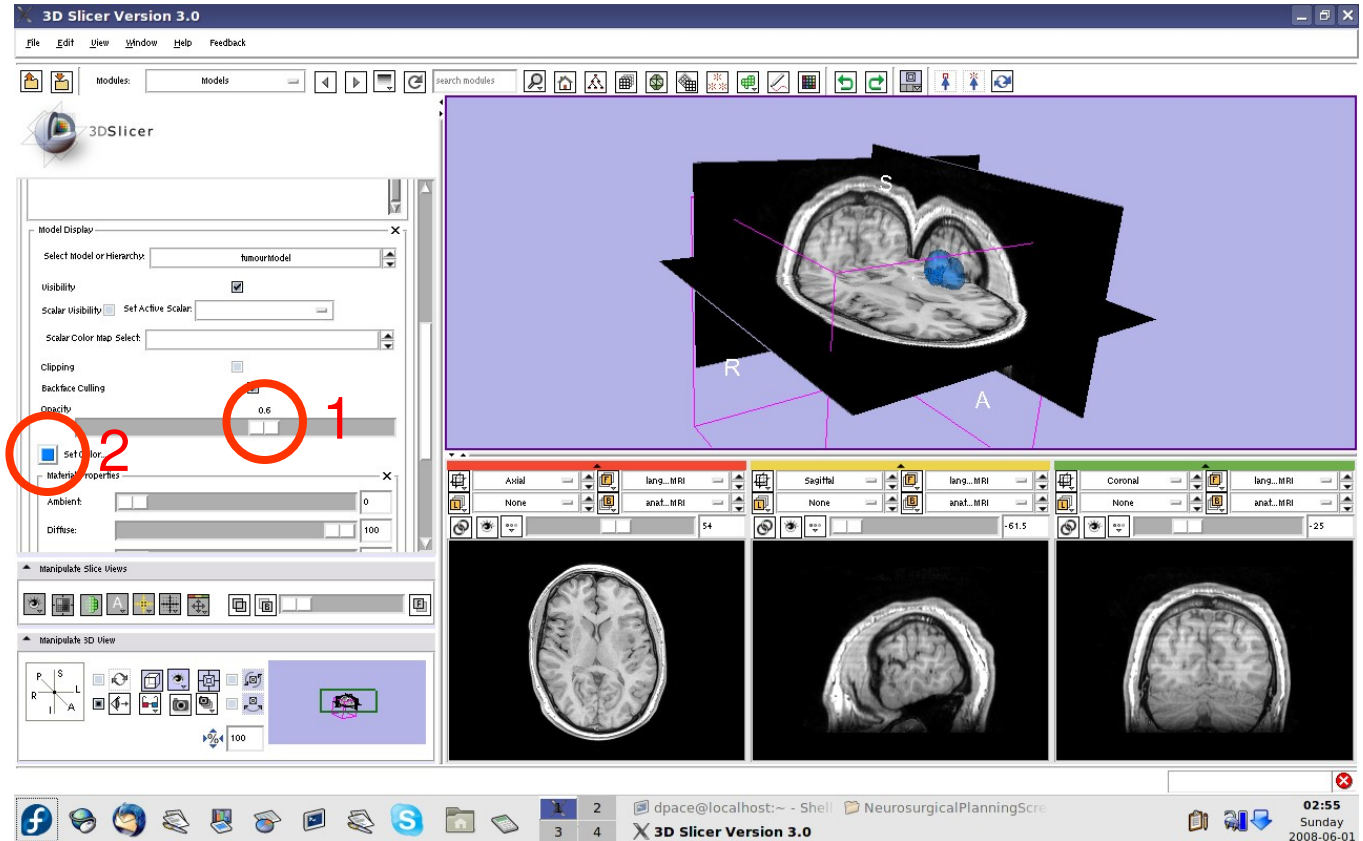 3D Slicer Version 3.0
File Edit View Window Help Feedback
Modules: Models search modules
3DSlicer
Model Display
Select Model or Hierarchy: tumourModel
Visibility
Scalar Visibility Set Active Scalar:
Scalar Color Map Select:
Clipping
Backface Culling
Opacity 0.6
1
2
Set Color...
Material Properties
Ambient: 0
Diffuse: 100
Manipulate Slice Views
Manipulate 3D View
P S
R L
I A
% 100
S
R
A
Axial lang...MRI
None anat...MRI
54
Sagittal lang...MRI
None anat...MRI
-61.5
Coronal lang...MRI
None anat...MRI
-25
1 2
3 4
dpace@localhost:~ - Shell
NeurosurgicalPlanningScre
3D Slicer Version 3.0
02:55
Sunday
2008-06-01